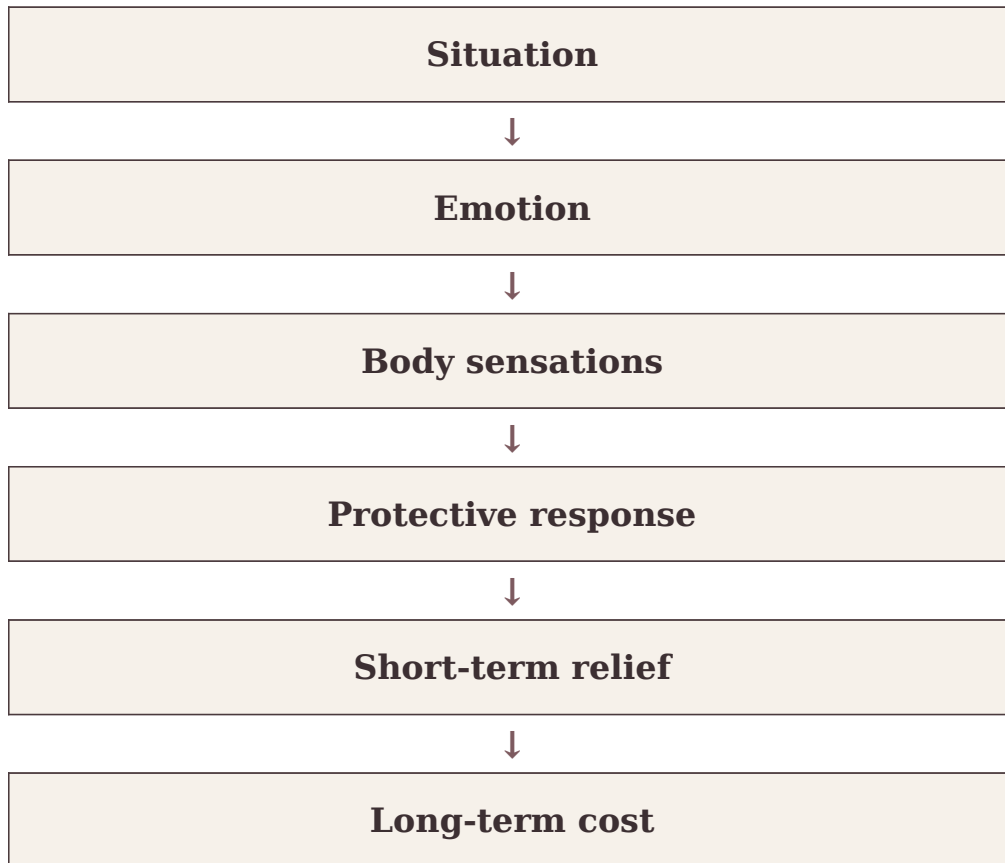 Situation
↓
Emotion
↓
Body sensations
↓
Protective response
↓
Short-term relief
↓
Long-term cost